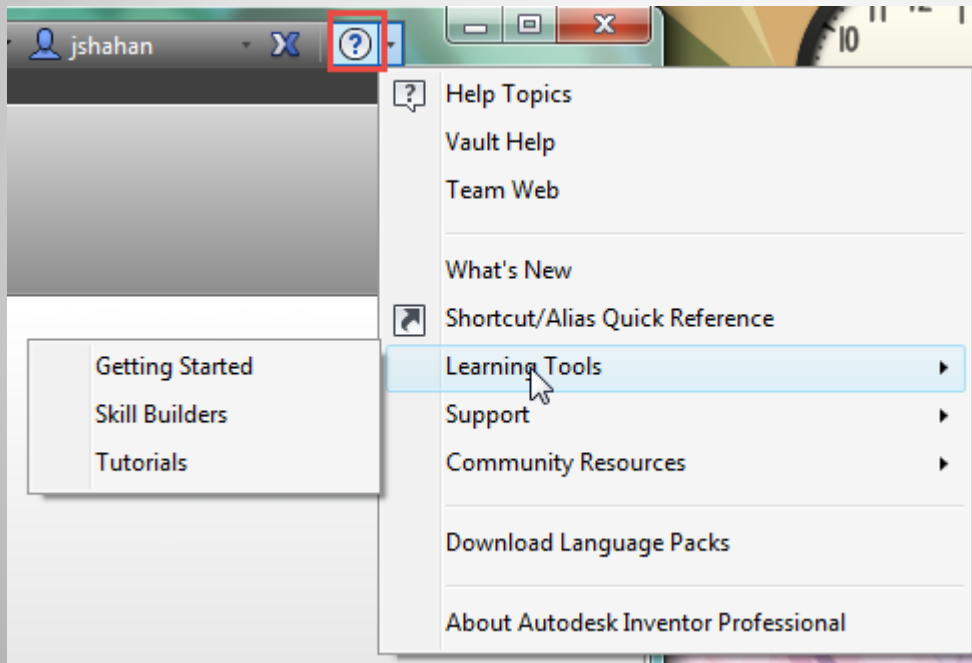 jshahan
Help Topics
Vault Help
Team Web
What's New
Shortcut/Alias Quick Reference
Learning Tools
Support
Community Resources
Download Language Packs
About Autodesk Inventor Professional
Getting Started
Skill Builders
Tutorials
10